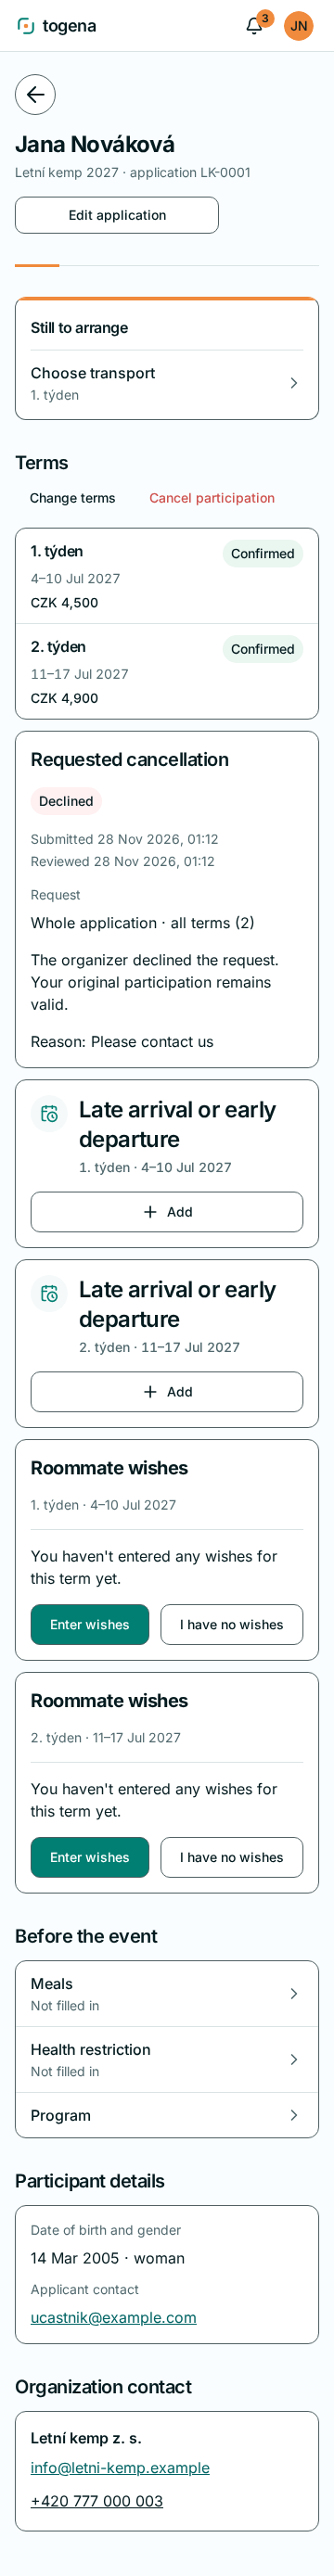 togena
3
JN
Jana Nováková
Letní kemp 2027 · application LK-0001
Edit application
Still to arrange
Choose transport
1. týden
Terms
Change terms
Cancel participation
1. týden
Confirmed
4–10 Jul 2027
CZK 4,500
2. týden
Confirmed
11–17 Jul 2027
CZK 4,900
Requested cancellation
Declined
Submitted 28 Nov 2026, 01:12
Reviewed 28 Nov 2026, 01:12
Request
Whole application · all terms (2)
The organizer declined the request.
Your original participation remains
valid.
Reason: Please contact us
Late arrival or early
departure
1. týden · 4–10 Jul 2027
Add
Late arrival or early
departure
2. týden · 11–17 Jul 2027
Add
Roommate wishes
1. týden · 4–10 Jul 2027
You haven't entered any wishes for
this term yet.
Enter wishes
I have no wishes
Roommate wishes
2. týden · 11–17 Jul 2027
You haven't entered any wishes for
this term yet.
Enter wishes
I have no wishes
Before the event
Meals
Not filled in
Health restriction
Not filled in
Program
Participant details
Date of birth and gender
14 Mar 2005 · woman
Applicant contact
ucastnik@example.com
Organization contact
Letní kemp z. s.
info@letni-kemp.example
+420 777 000 003